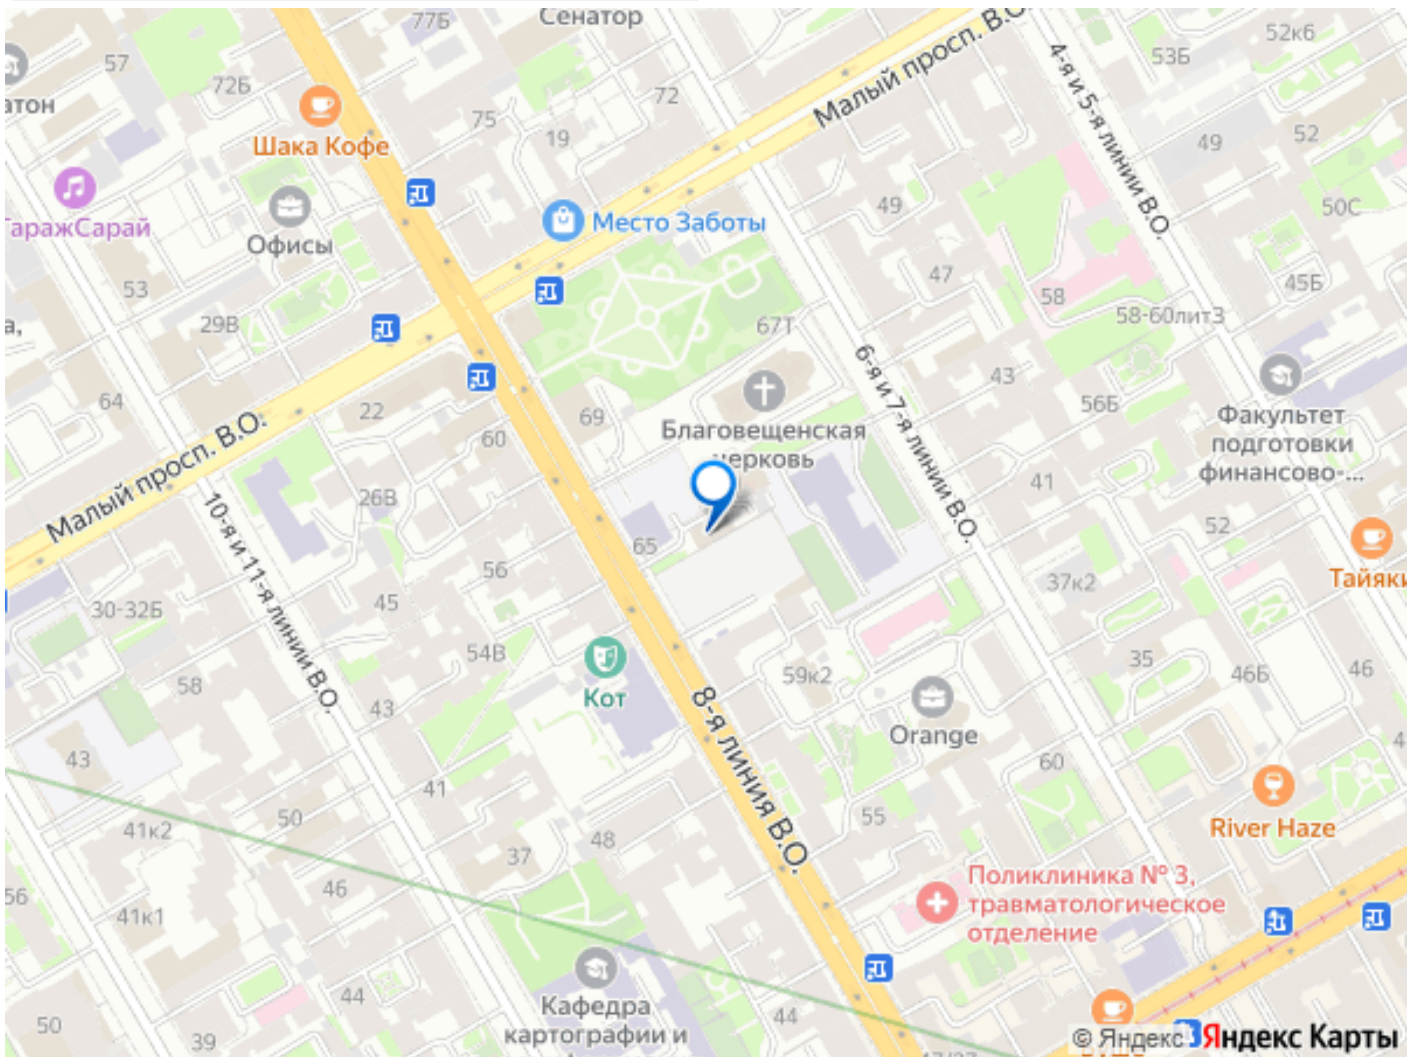 77Б
Сенатор
Малый просп. В.О.
4-я и 5-я линии В.О.
53Б
52к6
57
72Б
атон
Шака Кофе
75
19
72
49
52
49
50С
ГаражСарай
Офисы
Место Заботы
47
58
58-60литЗ
45Б
53
29В
а,
67Т
6-я и 7-я линии В.О.
43
56Б
Факультет
подготовки
финансово-...
64
22
60
69
Благовещенская
церковь
Малый просп. В.О.
26В
10-я и 11-я линии В.О.
65
41
52
Тайяки
37к2
56
45
30-32Б
54В
58
43
Кот
59к2
35
46Б
46
8-я линия В.О.
Orange
60
43
41
4
River Haze
41к2
50
37
48
55
56
41к1
46
Поликлиника № 3,
травматологическое
отделение
Кафедра
картографии и
44
44
50
39
© Яндекс
Яндекс Карты